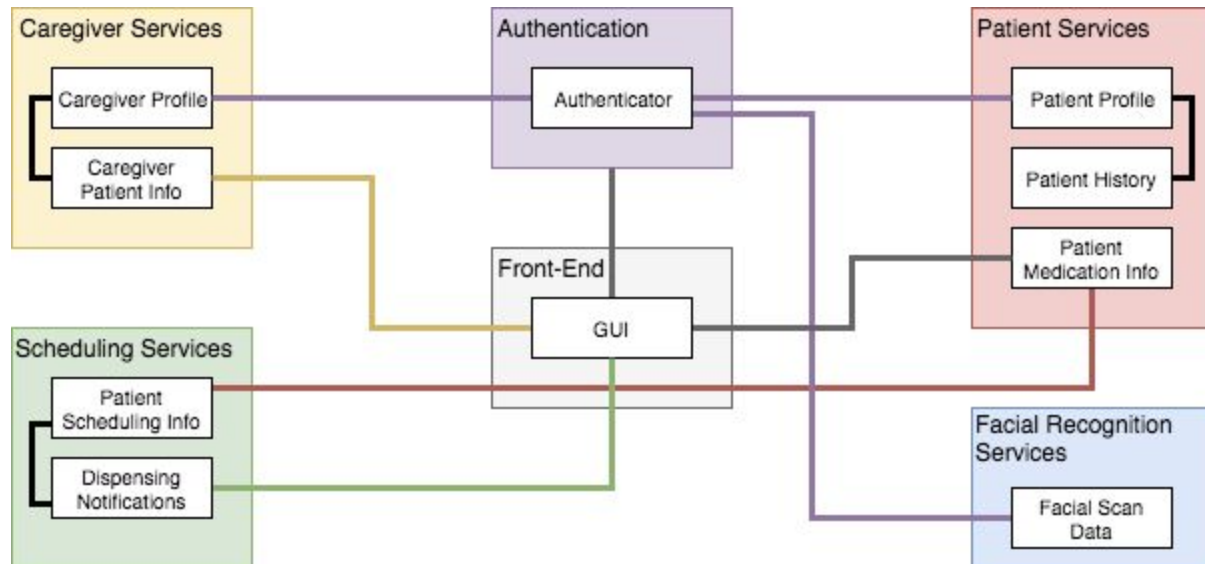 Caregiver Services
Caregiver Profile
Caregiver
Patient Info
Authentication
Authenticator
Patient Services
Patient Profile
Patient History
Patient
Medication Info
Front-End
GUI
Scheduling Services
Patient
Scheduling Info
Dispensing
Notifications
Facial Recognition
Services
Facial Scan
Data